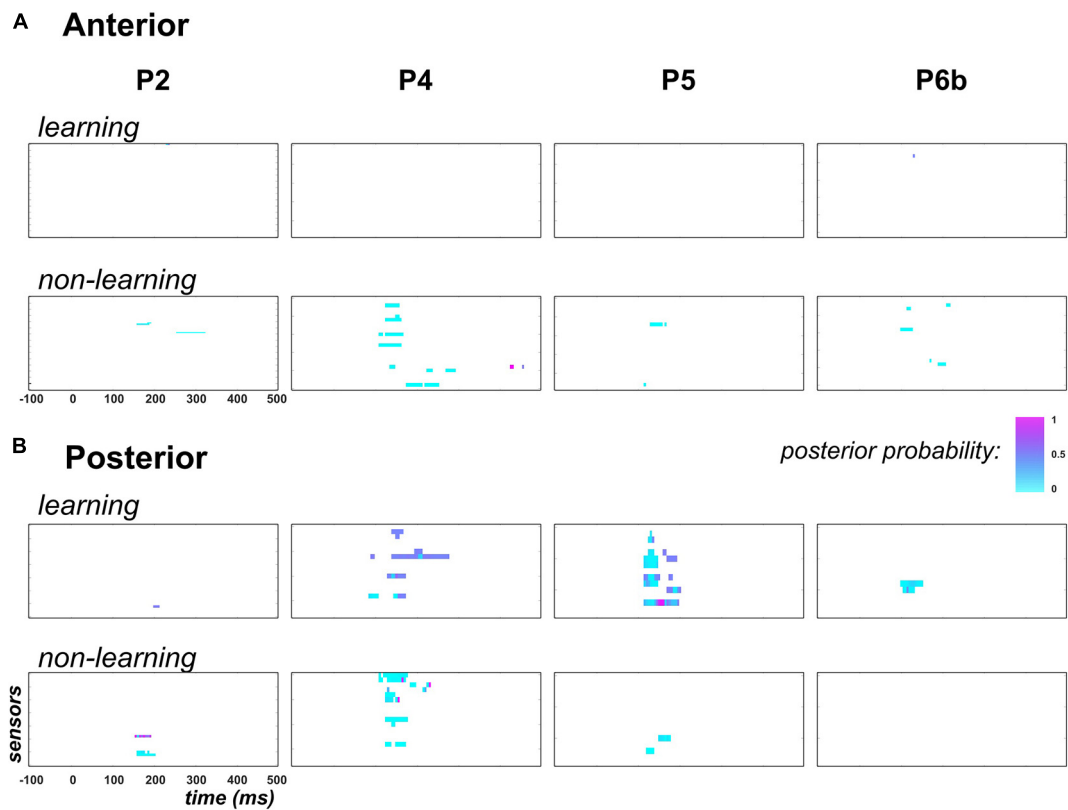 A Anterior
P2 P4 P5 P6b
learning
non-learning
-100 0 100 200 300 400 500
B Posterior
posterior probability:
1
0.5
0
learning
non-learning
sensors
-100 0 100 200 300 400 500
time (ms)